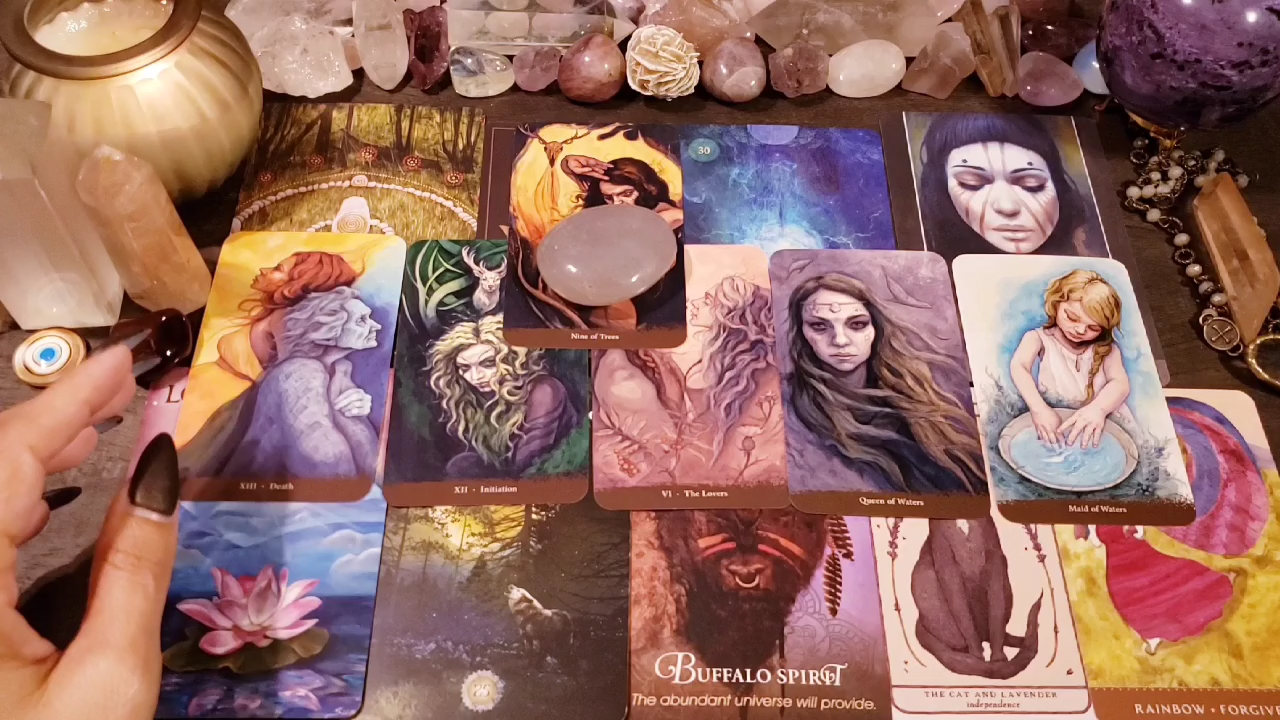 30
Nine of Trees
XIII · Death
XII · Initiation
VI · The Lovers
Queen of Waters
Maid of Waters
BUFFALO SPIRIT
The abundant universe will provide.
THE CAT AND LAVENDER
independence
RAINBOW · FORGIVE